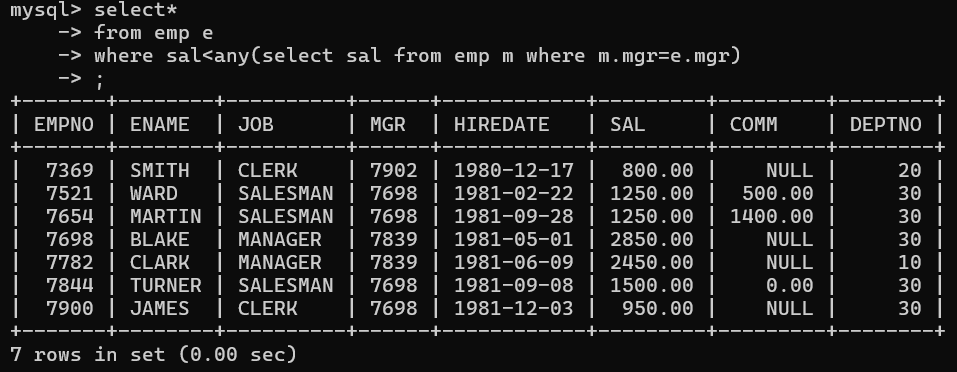 mysql> select*
    -> from emp e
    -> where sal<any(select sal from emp m where m.mgr=e.mgr)
    -> ;
+-------+--------+----------+------+------------+---------+---------+--------+
| EMPNO | ENAME  | JOB      | MGR  | HIREDATE   | SAL     | COMM    | DEPTNO |
+-------+--------+----------+------+------------+---------+---------+--------+
|  7369 | SMITH  | CLERK    | 7902 | 1980-12-17 |  800.00 |    NULL |     20 |
|  7521 | WARD   | SALESMAN | 7698 | 1981-02-22 | 1250.00 |  500.00 |     30 |
|  7654 | MARTIN | SALESMAN | 7698 | 1981-09-28 | 1250.00 | 1400.00 |     30 |
|  7698 | BLAKE  | MANAGER  | 7839 | 1981-05-01 | 2850.00 |    NULL |     30 |
|  7782 | CLARK  | MANAGER  | 7839 | 1981-06-09 | 2450.00 |    NULL |     10 |
|  7844 | TURNER | SALESMAN | 7698 | 1981-09-08 | 1500.00 |    0.00 |     30 |
|  7900 | JAMES  | CLERK    | 7698 | 1981-12-03 |  950.00 |    NULL |     30 |
+-------+--------+----------+------+------------+---------+---------+--------+
7 rows in set (0.00 sec)